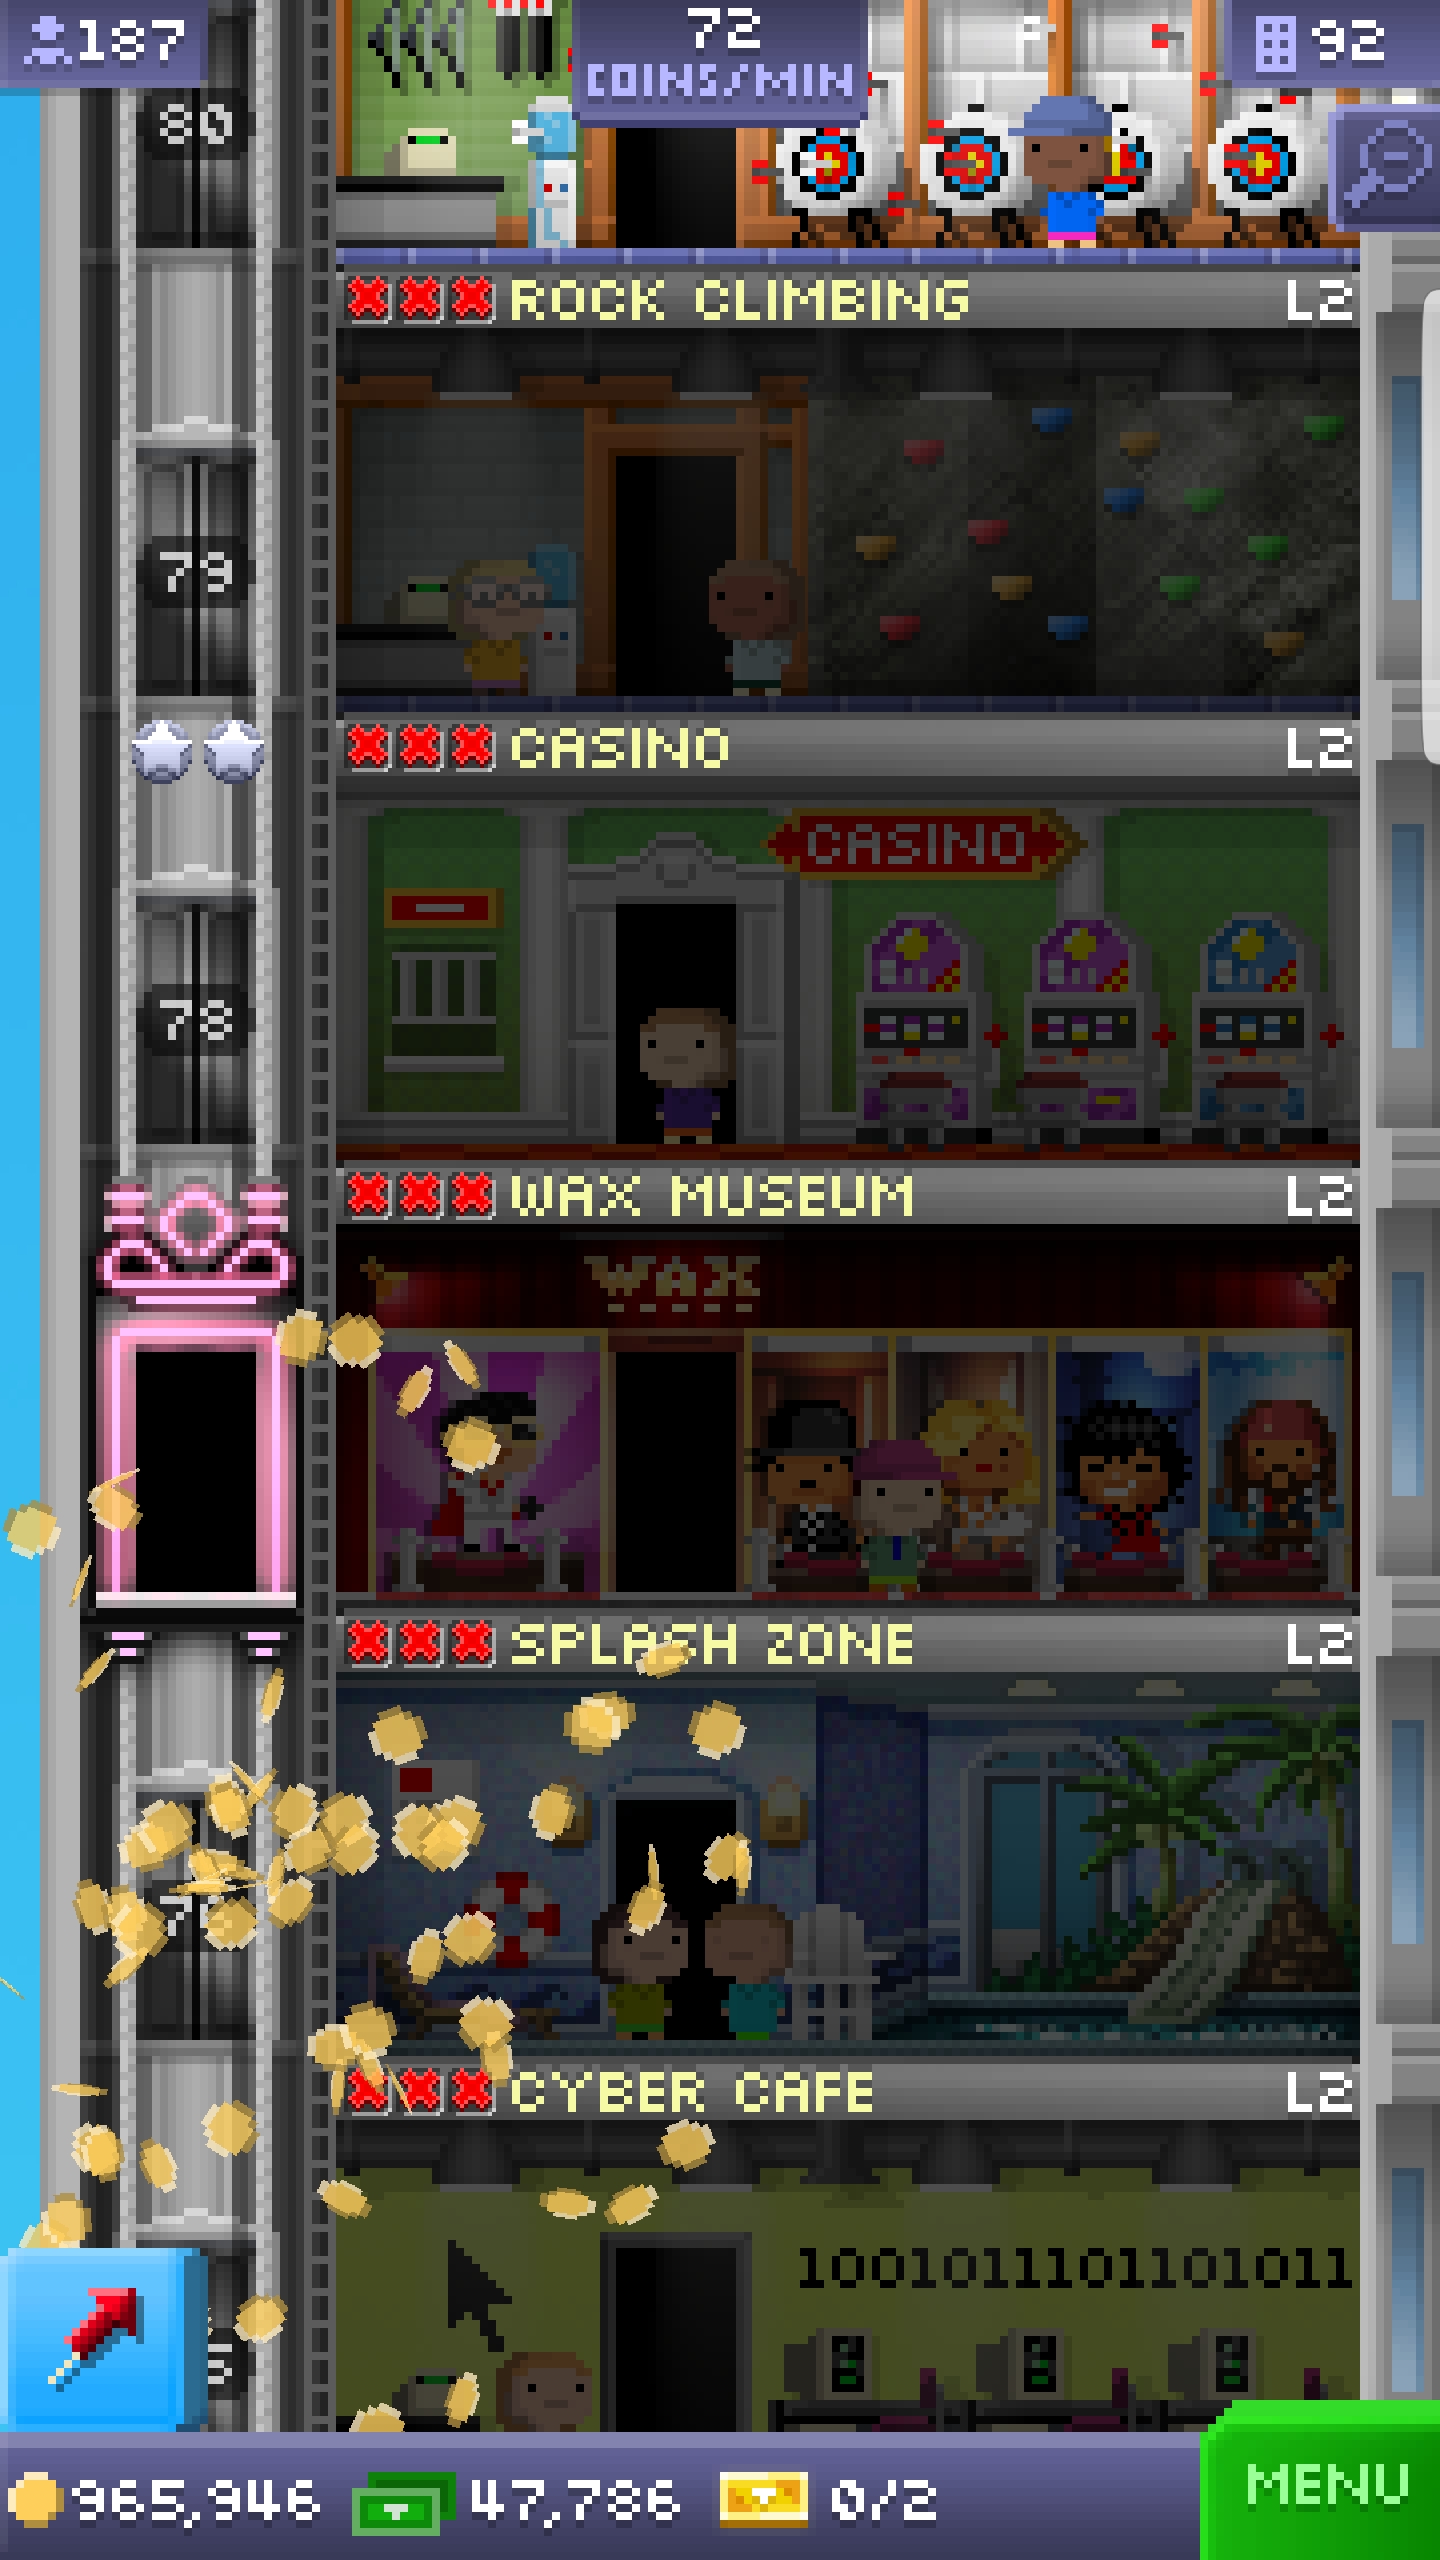 187
72
COINS/MIN
92
80
ROCK CLIMBING L2
79
CASINO L2
CASINO
78
WAX MUSEUM L2
WAX
SPLASH ZONE L2
CYBER CAFE L2
1001011101101011
965,946 47,786 0/2
MENU